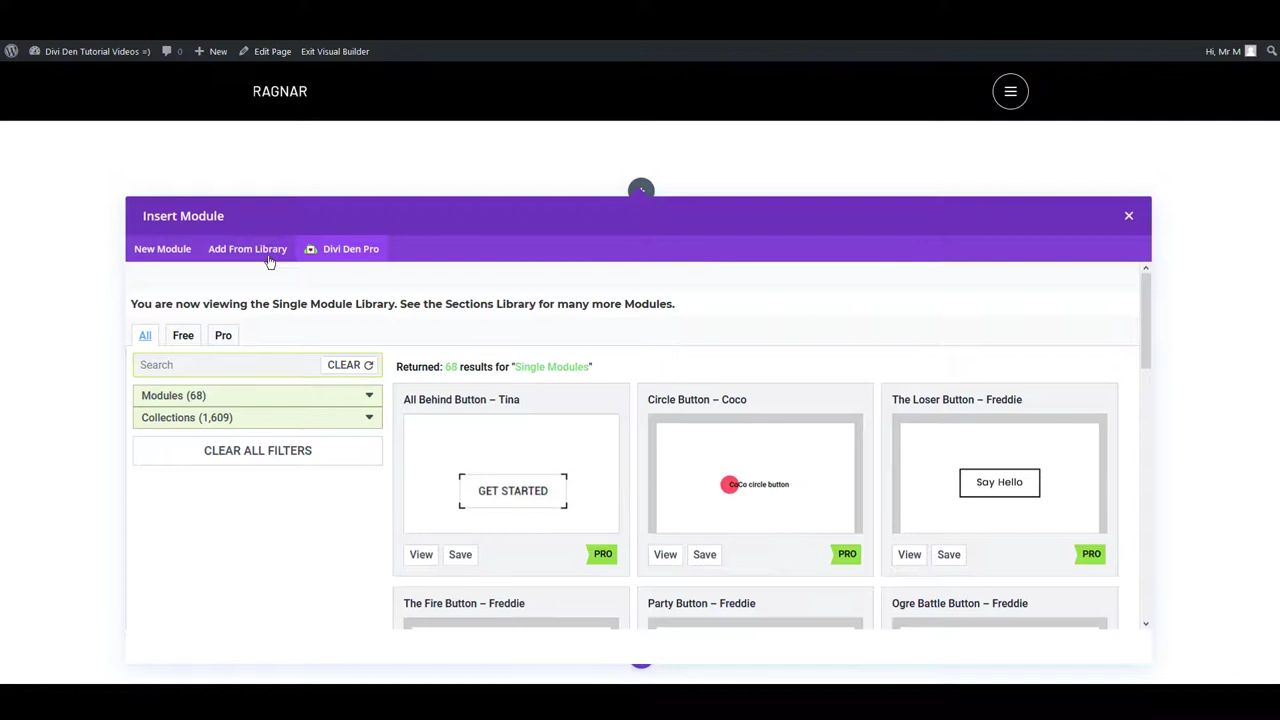 Divi Den Tutorial Videos =) 0 New Edit Page Exit Visual Builder Hi, Mr M
RAGNAR
Insert Module
New Module Add From Library Divi Den Pro
You are now viewing the Single Module Library. See the Sections Library for many more Modules.
All Free Pro
Search CLEAR
Returned: 68 results for "Single Modules"
Modules (68)
Collections (1,609)
CLEAR ALL FILTERS
All Behind Button – Tina
GET STARTED
View Save PRO
Circle Button – Coco
CoCo circle button
View Save PRO
The Loser Button – Freddie
Say Hello
View Save PRO
The Fire Button – Freddie
Party Button – Freddie
Ogre Battle Button – Freddie